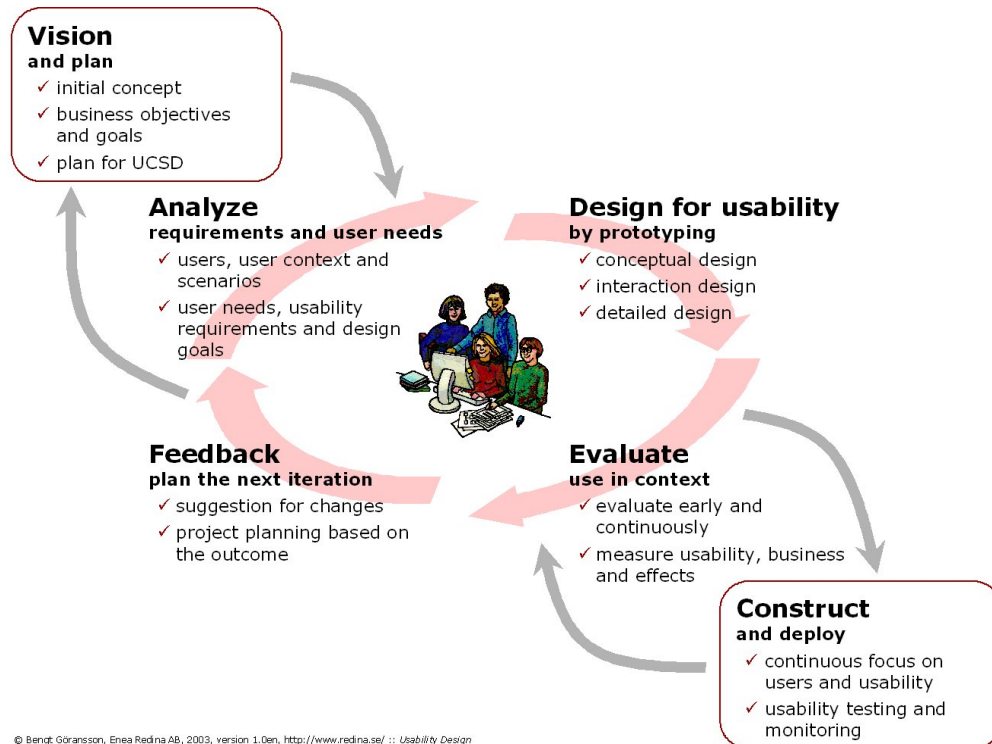 Vision
and plan
✓ initial concept
✓ business objectives
and goals
✓ plan for UCSD
Analyze
requirements and user needs
✓ users, user context and
scenarios
✓ user needs, usability
requirements and design
goals
Design for usability
by prototyping
✓ conceptual design
✓ interaction design
✓ detailed design
Feedback
plan the next iteration
✓ suggestion for changes
✓ project planning based on
the outcome
Evaluate
use in context
✓ evaluate early and
continuously
✓ measure usability, business
and effects
Construct
and deploy
✓ continuous focus on
users and usability
✓ usability testing and
monitoring
© Bengt Göransson, Enea Redina AB, 2003, version 1.0en, http://www.redina.se/ :: Usability Design